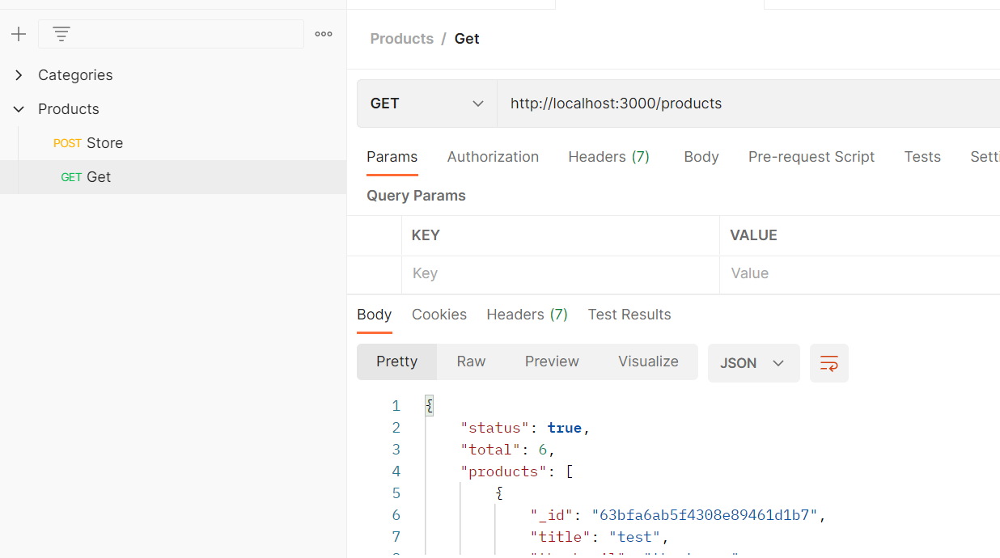 Products / Get
Categories
Products
POST Store
GET Get
GET
http://localhost:3000/products
Params Authorization Headers (7) Body Pre-request Script Tests
Query Params
KEY VALUE
Key Value
Body Cookies Headers (7) Test Results
Pretty Raw Preview Visualize JSON
1 {
2 "status": true,
3 "total": 6,
4 "products": [
5 {
6 "_id": "63bfa6ab5f4308e89461d1b7",
7 "title": "test",